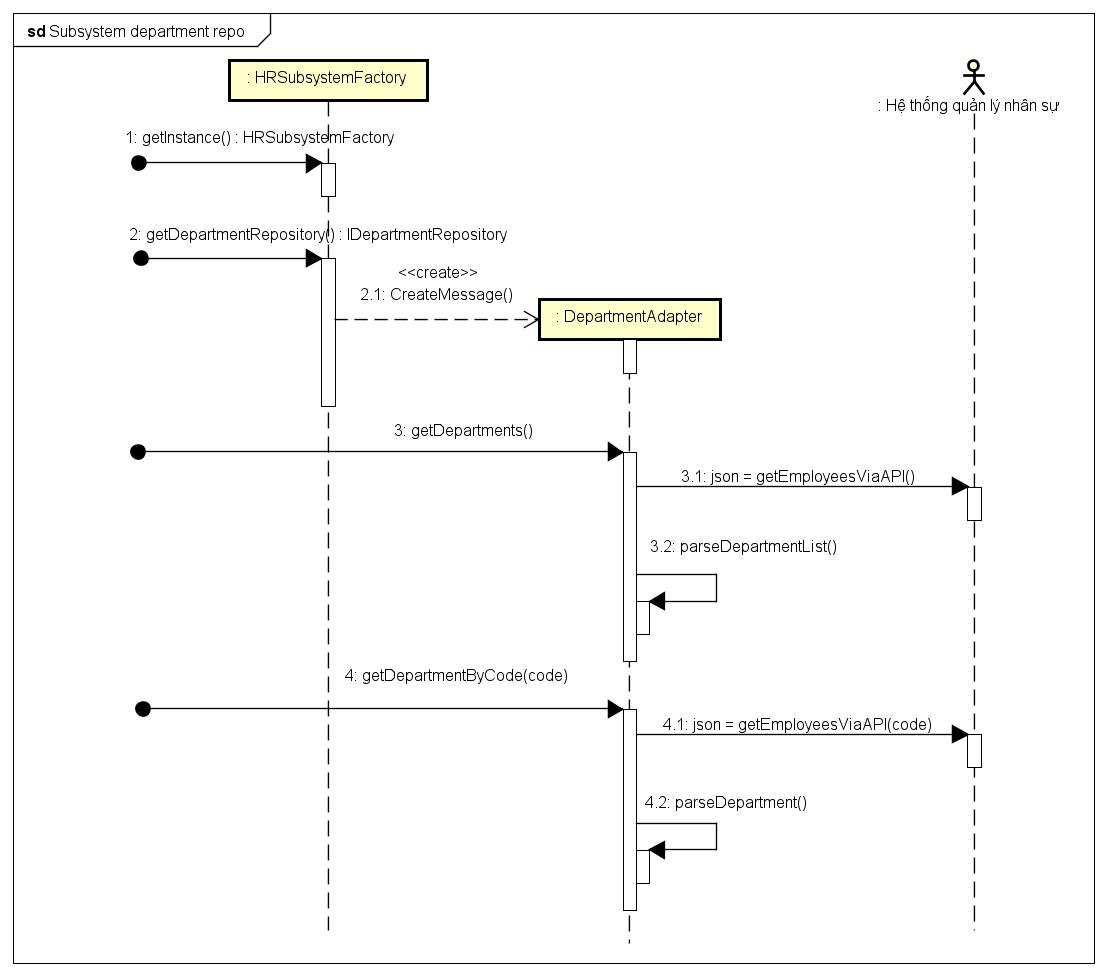 sd Subsystem department repo
: HRSubsystemFactory
: Hệ thống quản lý nhân sự
1: getInstance() : HRSubsystemFactory
2: getDepartmentRepository() : IDepartmentRepository
<<create>>
2.1: CreateMessage()
: DepartmentAdapter
3: getDepartments()
3.1: json = getEmployeesViaAPI()
3.2: parseDepartmentList()
4: getDepartmentByCode(code)
4.1: json = getEmployeesViaAPI(code)
4.2: parseDepartment()